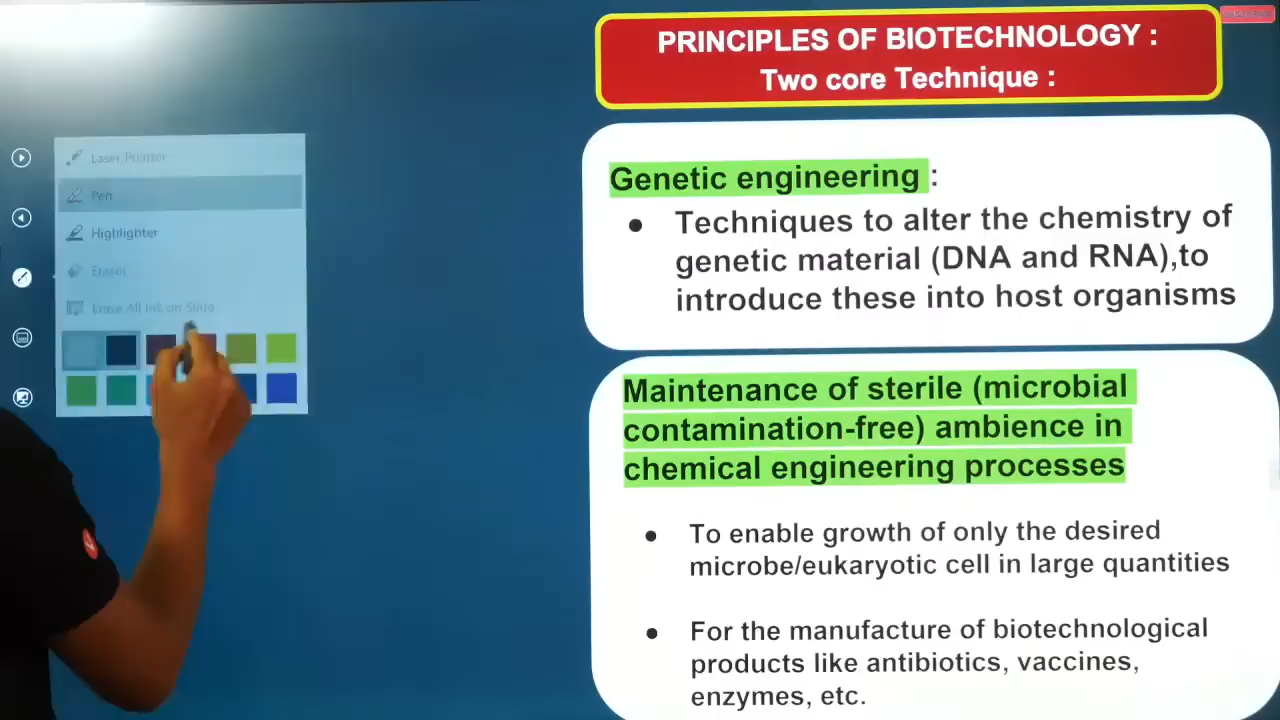 PRINCIPLES OF BIOTECHNOLOGY :
Two core Technique :
Laser Pointer
Pen
Highlighter
Eraser
Erase All Ink on Slide
Genetic engineering :
● Techniques to alter the chemistry of
genetic material (DNA and RNA),to
introduce these into host organisms
Maintenance of sterile (microbial
contamination-free) ambience in
chemical engineering processes
● To enable growth of only the desired
microbe/eukaryotic cell in large quantities
● For the manufacture of biotechnological
products like antibiotics, vaccines,
enzymes, etc.